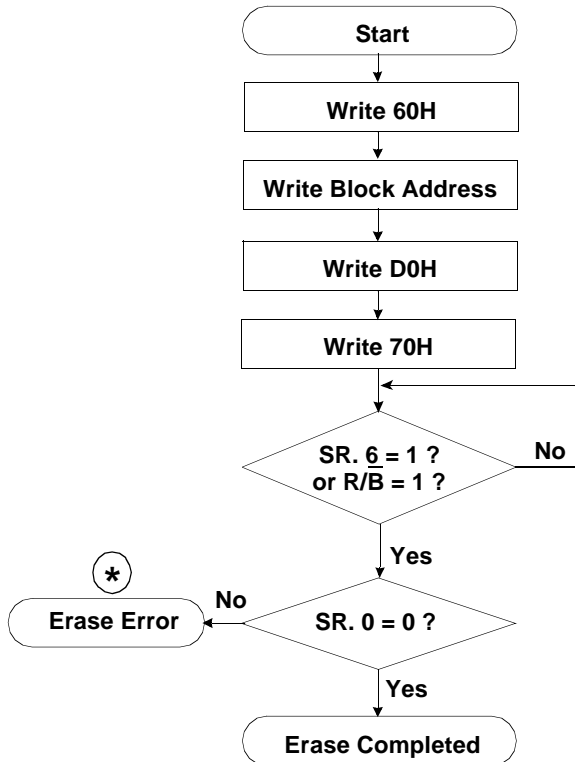 Start
Write 60H
Write Block Address
Write D0H
Write 70H
SR. 6 = 1 ?
or R/B̅ = 1 ?
No
Yes
*
No
Erase Error
SR. 0 = 0 ?
Yes
Erase Completed